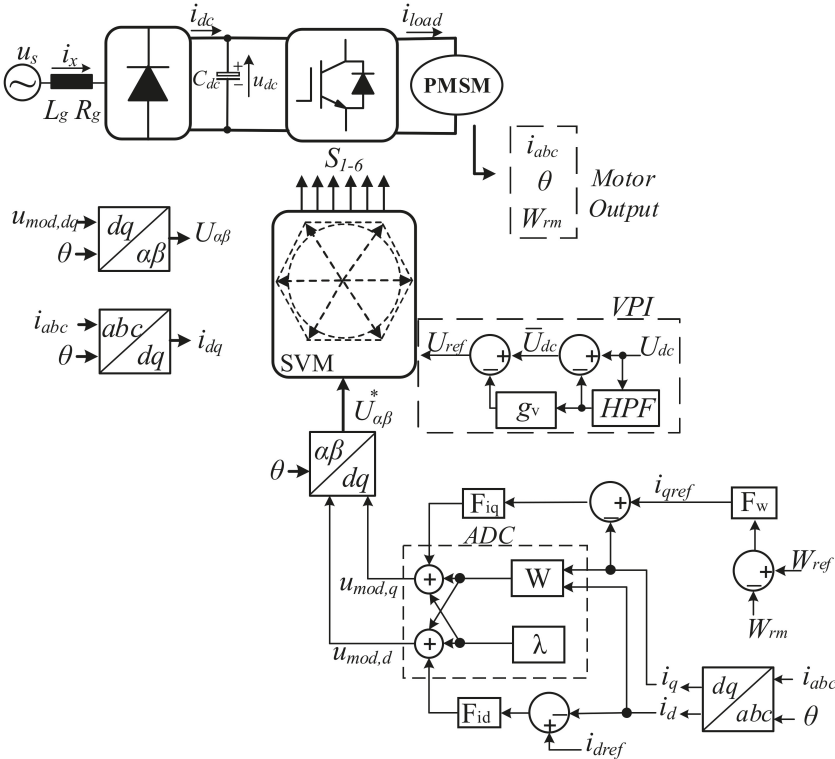 u_s
i_x
L_g R_g
i_dc
C_dc
+
−
u_dc
i_load
PMSM
i_abc
θ
W_rm
Motor
Output
S_1-6
u_mod,dq
θ
dq
αβ
U_αβ
i_abc
θ
abc
dq
i_dq
SVM
VPI
U_ref
+
−
Ū_dc
+
−
U_dc
g_v
HPF
U*_αβ
θ
αβ
dq
F_iq
+
−
i_qref
F_w
ADC
+
−
W_ref
W_rm
u_mod,q
+
W
u_mod,d
+
λ
i_q
i_d
dq
abc
i_abc
θ
F_id
−
+
i_dref